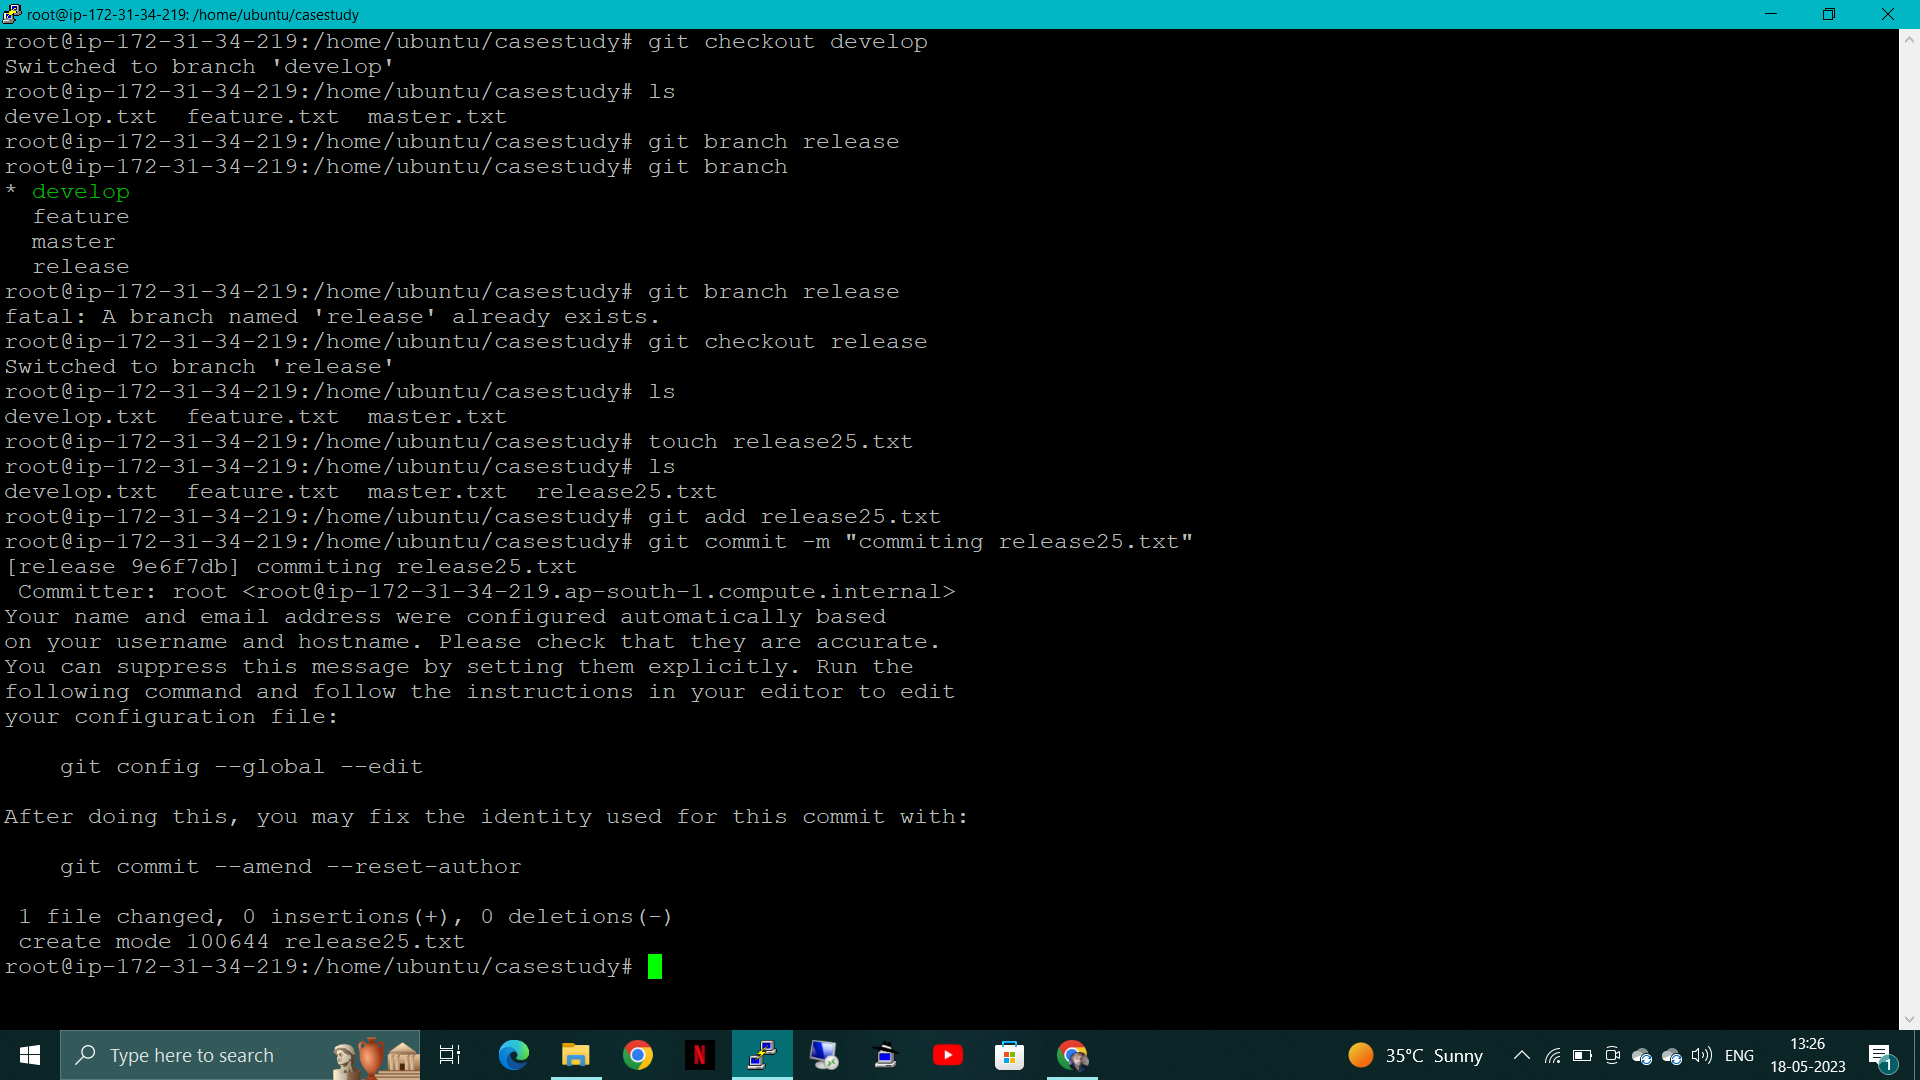 root@ip-172-31-34-219: /home/ubuntu/casestudy
root@ip-172-31-34-219:/home/ubuntu/casestudy# git checkout develop
Switched to branch 'develop'
root@ip-172-31-34-219:/home/ubuntu/casestudy# ls
develop.txt  feature.txt  master.txt
root@ip-172-31-34-219:/home/ubuntu/casestudy# git branch release
root@ip-172-31-34-219:/home/ubuntu/casestudy# git branch
* develop
  feature
  master
  release
root@ip-172-31-34-219:/home/ubuntu/casestudy# git branch release
fatal: A branch named 'release' already exists.
root@ip-172-31-34-219:/home/ubuntu/casestudy# git checkout release
Switched to branch 'release'
root@ip-172-31-34-219:/home/ubuntu/casestudy# ls
develop.txt  feature.txt  master.txt
root@ip-172-31-34-219:/home/ubuntu/casestudy# touch release25.txt
root@ip-172-31-34-219:/home/ubuntu/casestudy# ls
develop.txt  feature.txt  master.txt  release25.txt
root@ip-172-31-34-219:/home/ubuntu/casestudy# git add release25.txt
root@ip-172-31-34-219:/home/ubuntu/casestudy# git commit -m "commiting release25.txt"
[release 9e6f7db] commiting release25.txt
 Committer: root <root@ip-172-31-34-219.ap-south-1.compute.internal>
Your name and email address were configured automatically based
on your username and hostname. Please check that they are accurate.
You can suppress this message by setting them explicitly. Run the
following command and follow the instructions in your editor to edit
your configuration file:
    git config --global --edit
After doing this, you may fix the identity used for this commit with:
    git commit --amend --reset-author
 1 file changed, 0 insertions(+), 0 deletions(-)
 create mode 100644 release25.txt
root@ip-172-31-34-219:/home/ubuntu/casestudy#
Type here to search
N
35°C Sunny
ENG
13:26
18-05-2023
1